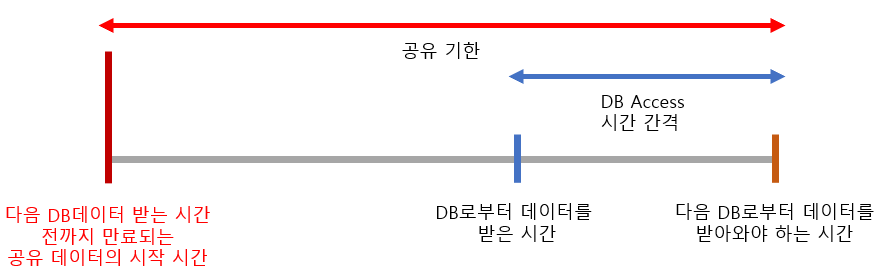 공유 기한
DB Access
시간 간격
다음 DB데이터 받는 시간
전까지 만료되는
공유 데이터의 시작 시간
DB로부터 데이터를
받은 시간
다음 DB로부터 데이터를
받아와야 하는 시간